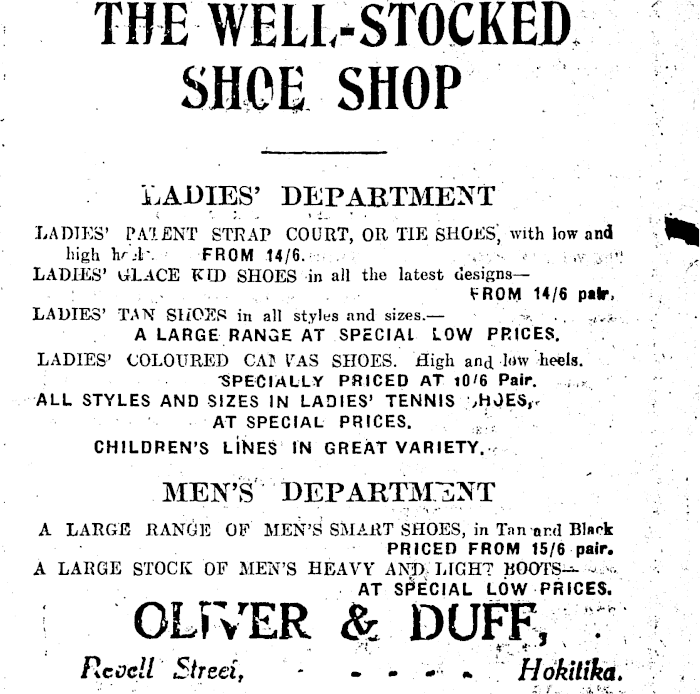 THE WELL-STOCKED
SHOE SHOP
LADIES' DEPARTMENT
LADIES' PATENT STRAP COURT, OR TIE SHOES, with low and
high heel. FROM 14/6.
LADIES' GLACE KID SHOES in all the latest designs—
FROM 14/6 pair.
LADIES' TAN SHOES in all styles and sizes.—
A LARGE RANGE AT SPECIAL LOW PRICES.
LADIES' COLOURED CANVAS SHOES. High and low heels.
SPECIALLY PRICED AT 10/6 Pair.
ALL STYLES AND SIZES IN LADIES' TENNIS SHOES,
AT SPECIAL PRICES.
CHILDREN'S LINES IN GREAT VARIETY.
MEN'S DEPARTMENT
A LARGE RANGE OF MEN'S SMART SHOES, in Tan and Black
PRICED FROM 15/6 pair.
A LARGE STOCK OF MEN'S HEAVY AND LIGHT BOOTS—
AT SPECIAL LOW PRICES.
OLIVER & DUFF,
Revell Street, - - - - - Hokitika.